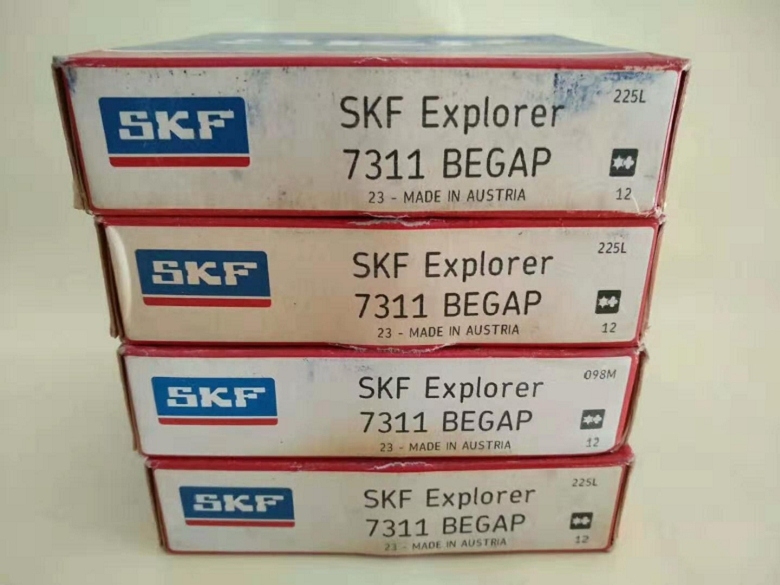 SKF
SKF Explorer
225L
7311 BEGAP
23 - MADE IN AUSTRIA
12
SKF
SKF Explorer
225L
7311 BEGAP
23 - MADE IN AUSTRIA
12
SKF
SKF Explorer
098M
7311 BEGAP
23 - MADE IN AUSTRIA
12
SKF
SKF Explorer
225L
7311 BEGAP
23 - MADE IN AUSTRIA
12